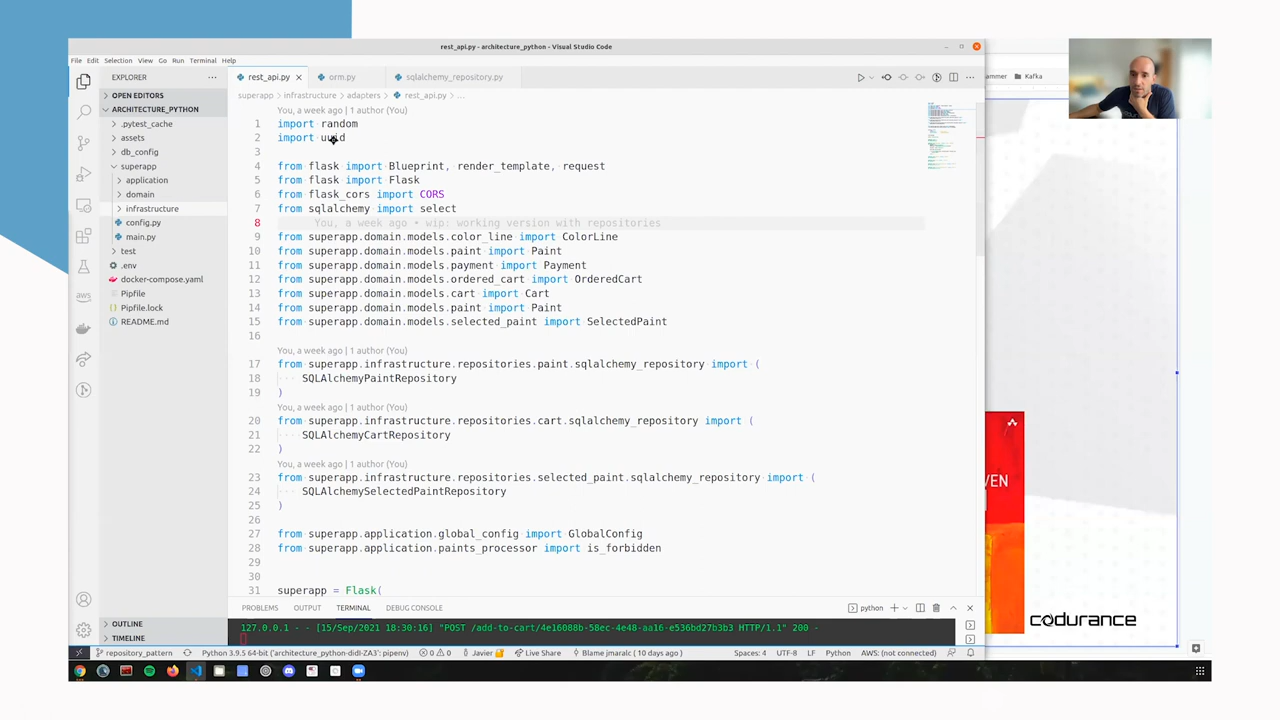 rest_api.py - architecture_python - Visual Studio Code
File Edit Selection View Go Run Terminal Help
EXPLORER
rest_api.py
orm.py
sqlalchemy_repository.py
superapp > infrastructure > adapters > rest_api.py > ...
OPEN EDITORS
ARCHITECTURE_PYTHON
.pytest_cache
assets
db_config
superapp
application
domain
infrastructure
config.py
main.py
test
.env
docker-compose.yaml
Pipfile
Pipfile.lock
README.md
OUTLINE
TIMELINE
You, a week ago | 1 author (You)
1 import random
2 import uuid
3
4 from flask import Blueprint, render_template, request
5 from flask import Flask
6 from flask_cors import CORS
7 from sqlalchemy import select
8 You, a week ago • wip: working version with repositories
9 from superapp.domain.models.color_line import ColorLine
10 from superapp.domain.models.paint import Paint
11 from superapp.domain.models.payment import Payment
12 from superapp.domain.models.ordered_cart import OrderedCart
13 from superapp.domain.models.cart import Cart
14 from superapp.domain.models.paint import Paint
15 from superapp.domain.models.selected_paint import SelectedPaint
16
You, a week ago | 1 author (You)
17 from superapp.infrastructure.repositories.paint.sqlalchemy_repository import (
18 SQLAlchemyPaintRepository
19 )
You, a week ago | 1 author (You)
20 from superapp.infrastructure.repositories.cart.sqlalchemy_repository import (
21 SQLAlchemyCartRepository
22 )
You, a week ago | 1 author (You)
23 from superapp.infrastructure.repositories.selected_paint.sqlalchemy_repository import (
24 SQLAlchemySelectedPaintRepository
25 )
26
27 from superapp.application.global_config import GlobalConfig
28 from superapp.application.paints_processor import is_forbidden
29
30
31 superapp = Flask(
PROBLEMS OUTPUT TERMINAL DEBUG CONSOLE
python
127.0.0.1 - - [15/Sep/2021 18:30:16] "POST /add-to-cart/4e16088b-58ec-4e48-aa16-e536bd27b3b3 HTTP/1.1" 200 -
repository_pattern Python 3.9.5 64-bit ('architecture_python-didl-ZA3': pipenv) 0 0 Javier Live Share Blame jmaralc ( 10 days ago ) Spaces: 4 UTF-8 LF Python AWS: (not connected)
aws
ammer
Kafka
VEN
codurance